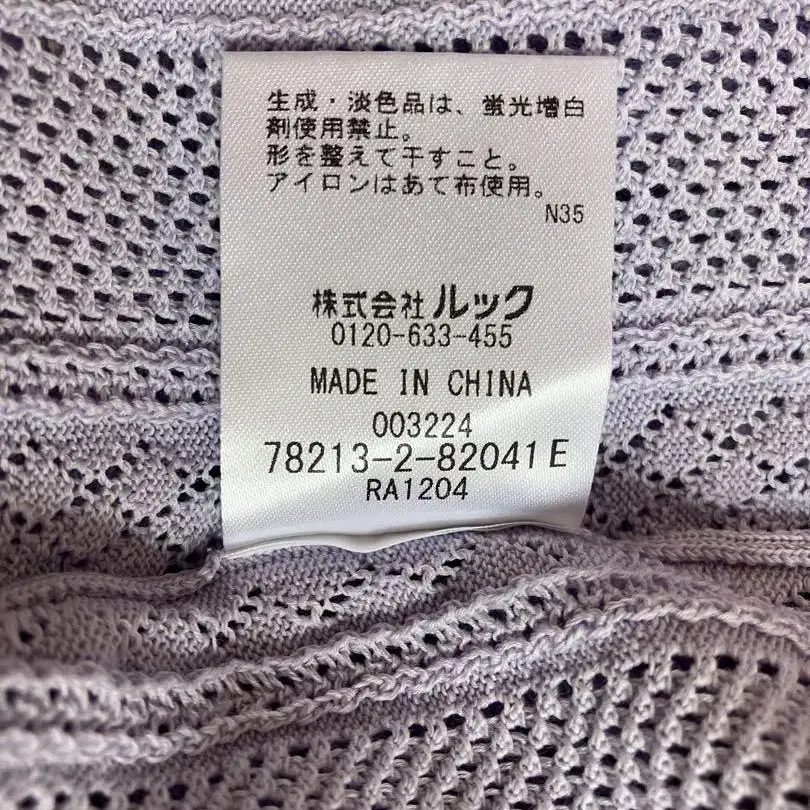 生成・淡色品は、蛍光増白
剤使用禁止。
形を整えて干すこと。
アイロンはあて布使用。
N35
株式会社 ルック
0120-633-455
MADE IN CHINA
003224
78213-2-82041 E
RA1204